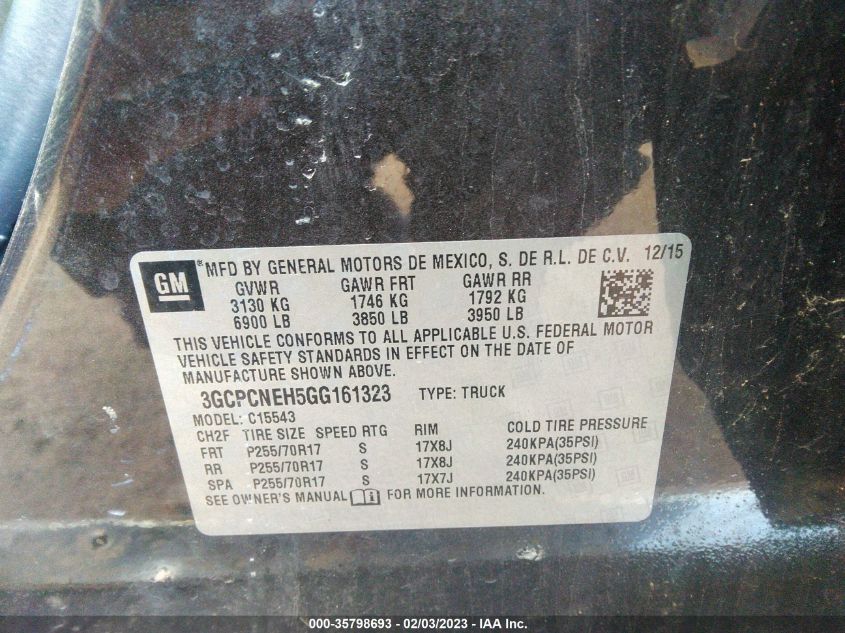 GM ® MFD BY GENERAL MOTORS DE MEXICO, S. DE R.L. DE C.V. 12/15
GVWR GAWR FRT GAWR RR
3130 KG 1746 KG 1792 KG
6900 LB 3850 LB 3950 LB
THIS VEHICLE CONFORMS TO ALL APPLICABLE U.S. FEDERAL MOTOR
VEHICLE SAFETY STANDARDS IN EFFECT ON THE DATE OF
MANUFACTURE SHOWN ABOVE.
3GCPCNEH5GG161323 TYPE: TRUCK
MODEL: C15543
CH2F TIRE SIZE SPEED RTG RIM COLD TIRE PRESSURE
FRT P255/70R17 S 17X8J 240KPA(35PSI)
RR P255/70R17 S 17X8J 240KPA(35PSI)
SPA P255/70R17 S 17X7J 240KPA(35PSI)
SEE OWNER'S MANUAL FOR MORE INFORMATION.
000-35798693 - 02/03/2023 - IAA Inc.